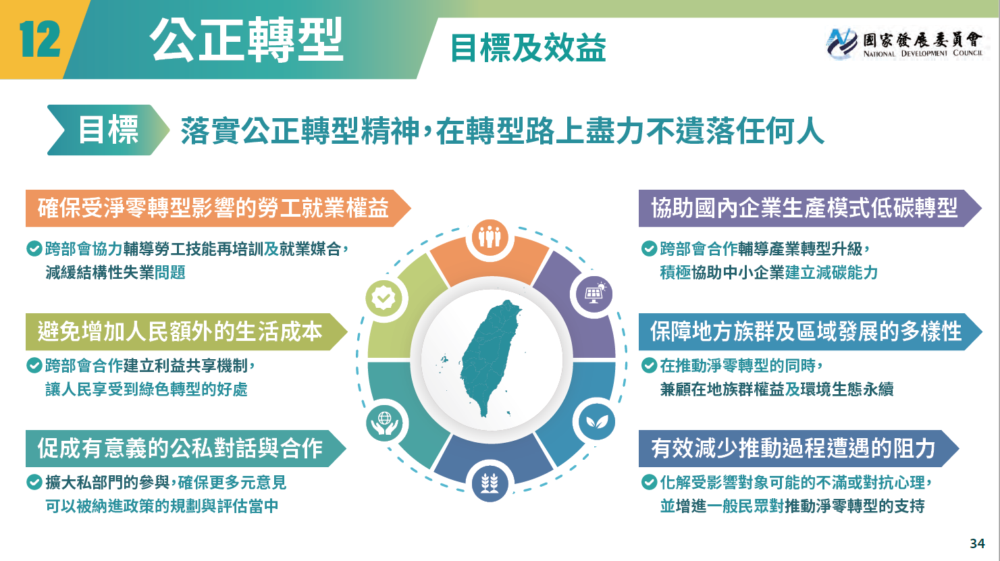 12
公正轉型
目標及效益
國家發展委員會
NATIONAL DEVELOPMENT COUNCIL
目標
落實公正轉型精神，在轉型路上盡力不遺落任何人
確保受淨零轉型影響的勞工就業權益
跨部會協力輔導勞工技能再培訓及就業媒合，
減緩結構性失業問題
避免增加人民額外的生活成本
跨部會合作建立利益共享機制，
讓人民享受到綠色轉型的好處
促成有意義的公私對話與合作
擴大私部門的參與，確保更多元意見
可以被納進政策的規劃與評估當中
協助國內企業生產模式低碳轉型
跨部會合作輔導產業轉型升級，
積極協助中小企業建立減碳能力
保障地方族群及區域發展的多樣性
在推動淨零轉型的同時，
兼顧在地族群權益及環境生態永續
有效減少推動過程遭遇的阻力
化解受影響對象可能的不滿或對抗心理，
並增進一般民眾對推動淨零轉型的支持
34